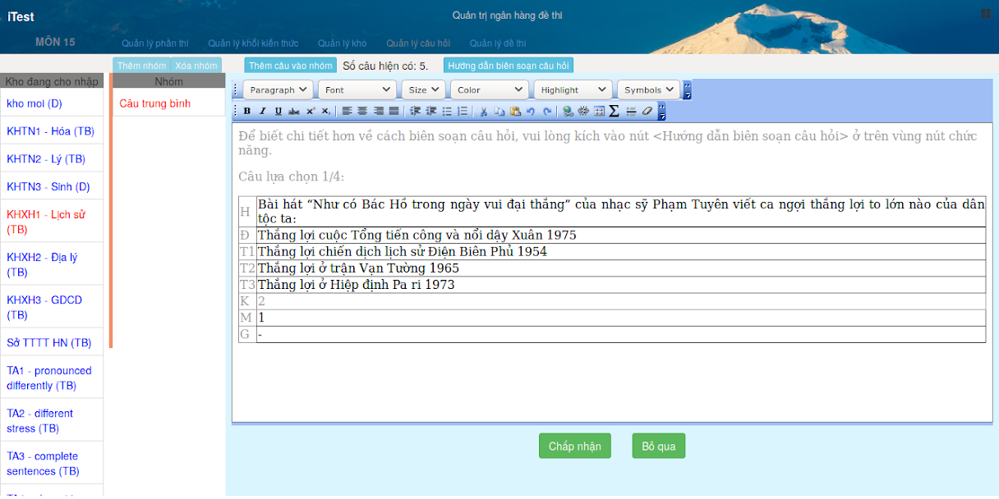 iTest
Quản trị ngân hàng đề thi
MÔN 15
Quản lý phần thi
Quản lý khối kiến thức
Quản lý kho
Quản lý câu hỏi
Quản lý đề thi
Thêm nhóm
Xóa nhóm
Thêm câu vào nhóm
Số câu hiện có: 5.
Hướng dẫn biên soạn câu hỏi
Kho đang cho nhập
kho moi (D)
KHTN1 - Hóa (TB)
KHTN2 - Lý (TB)
KHTN3 - Sinh (D)
KHXH1 - Lịch sử
(TB)
KHXH2 - Địa lý
(TB)
KHXH3 - GDCD
(TB)
Sở TTTT HN (TB)
TA1 - pronounced
differently (TB)
TA2 - different
stress (TB)
TA3 - complete
sentences (TB)
Nhóm
Câu trung bình
Paragraph
Font
Size
Color
Highlight
Symbols
Để biết chi tiết hơn về cách biên soạn câu hỏi, vui lòng kích vào nút <Hướng dẫn biên soạn câu hỏi> ở trên vùng nút chức
năng.
Câu lựa chọn 1/4:
H Bài hát “Như có Bác Hồ trong ngày vui đại thắng” của nhạc sỹ Phạm Tuyên viết ca ngợi thắng lợi to lớn nào của dân
tộc ta:
Đ Thắng lợi cuộc Tổng tiến công và nổi dậy Xuân 1975
T1 Thắng lợi chiến dịch lịch sử Điện Biên Phủ 1954
T2 Thắng lợi ở trận Vạn Tường 1965
T3 Thắng lợi ở Hiệp định Pa ri 1973
K 2
M 1
G -
Chấp nhận
Bỏ qua